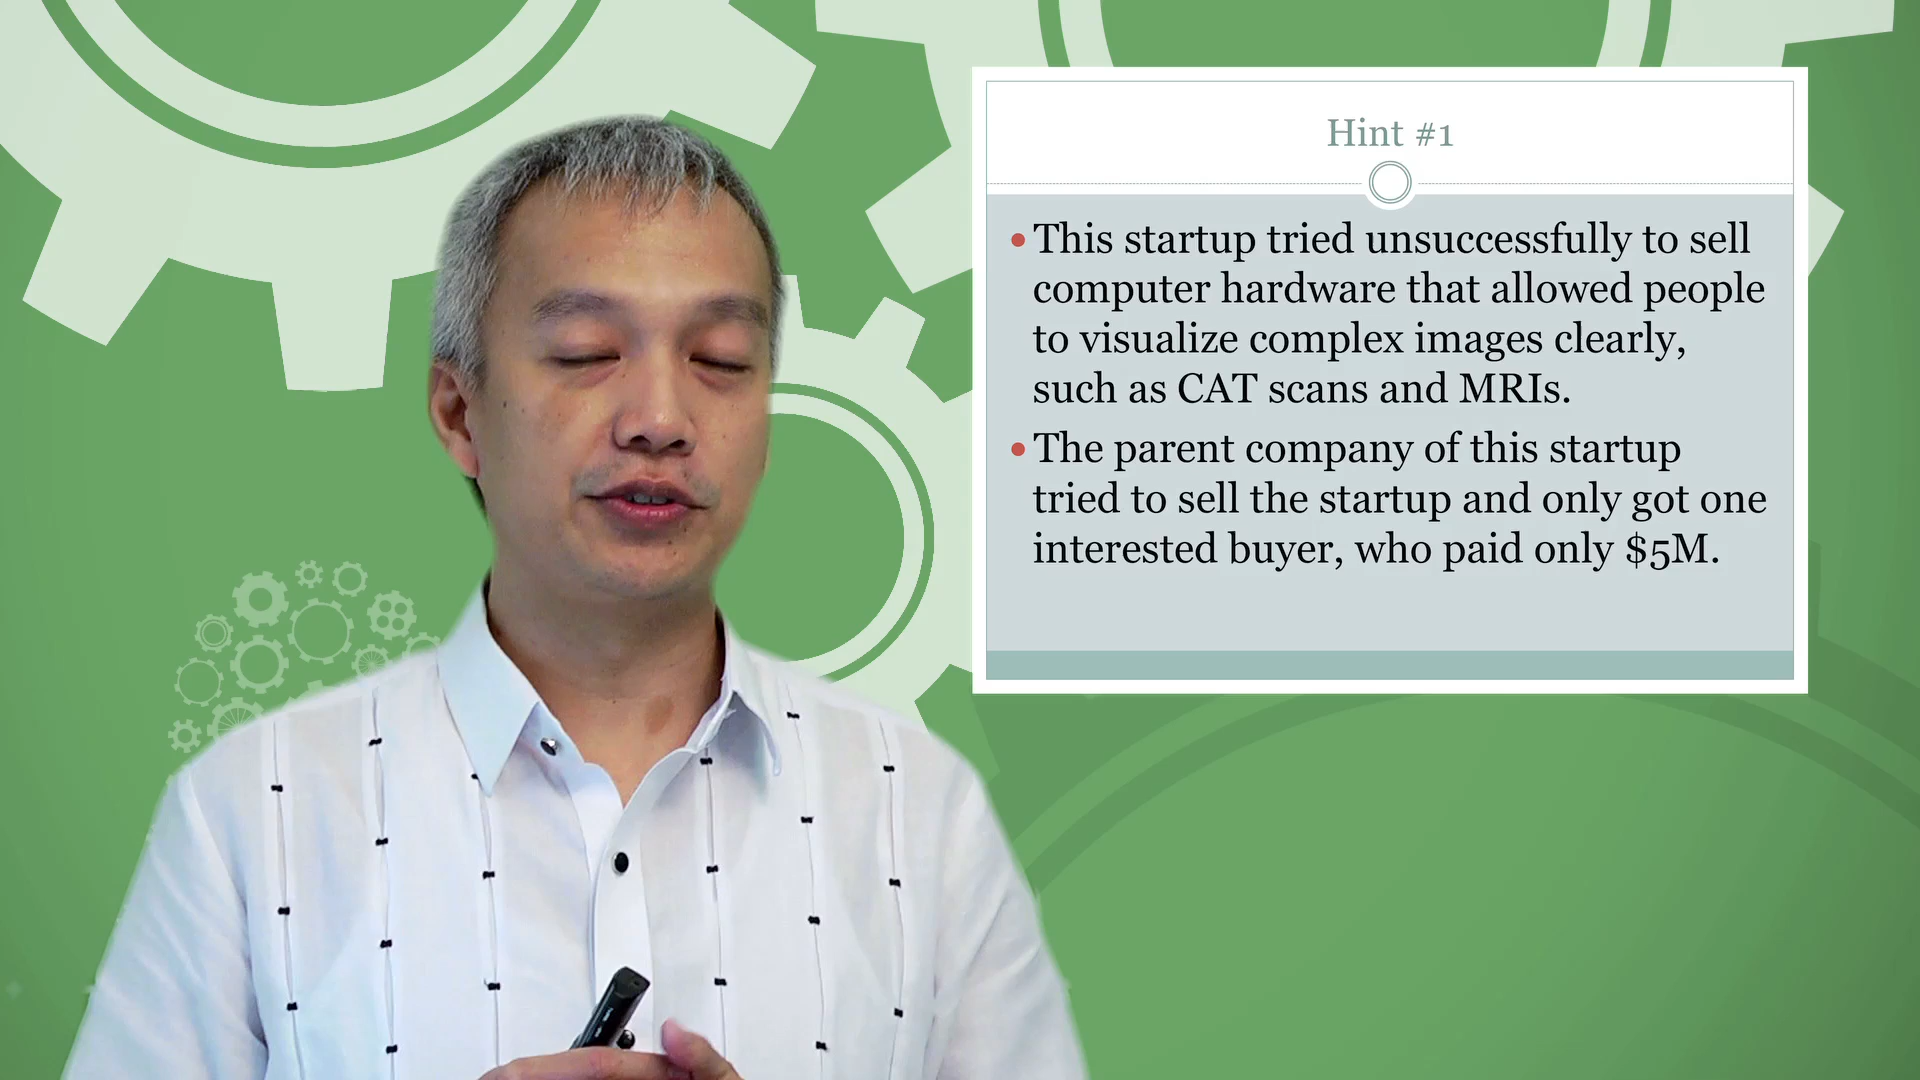 Hint #1
•This startup tried unsuccessfully to sell
computer hardware that allowed people
to visualize complex images clearly,
such as CAT scans and MRIs.
•The parent company of this startup
tried to sell the startup and only got one
interested buyer, who paid only $5M.